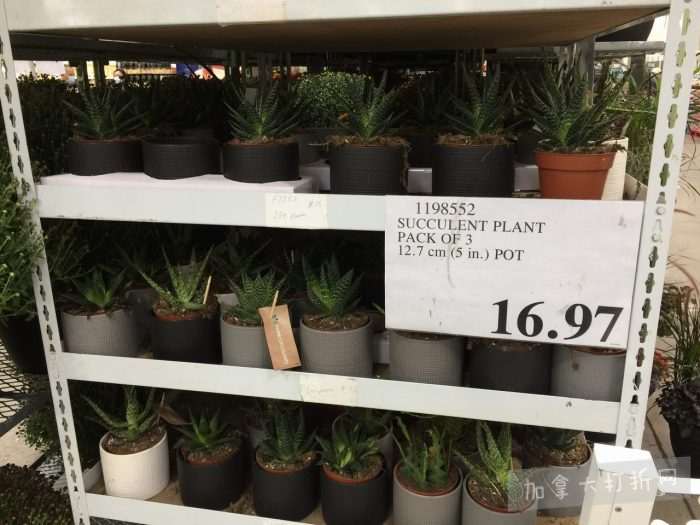 1198552
SUCCULENT PLANT
PACK OF 3
12.7 cm (5 in.) POT
16.97
加拿大打折网